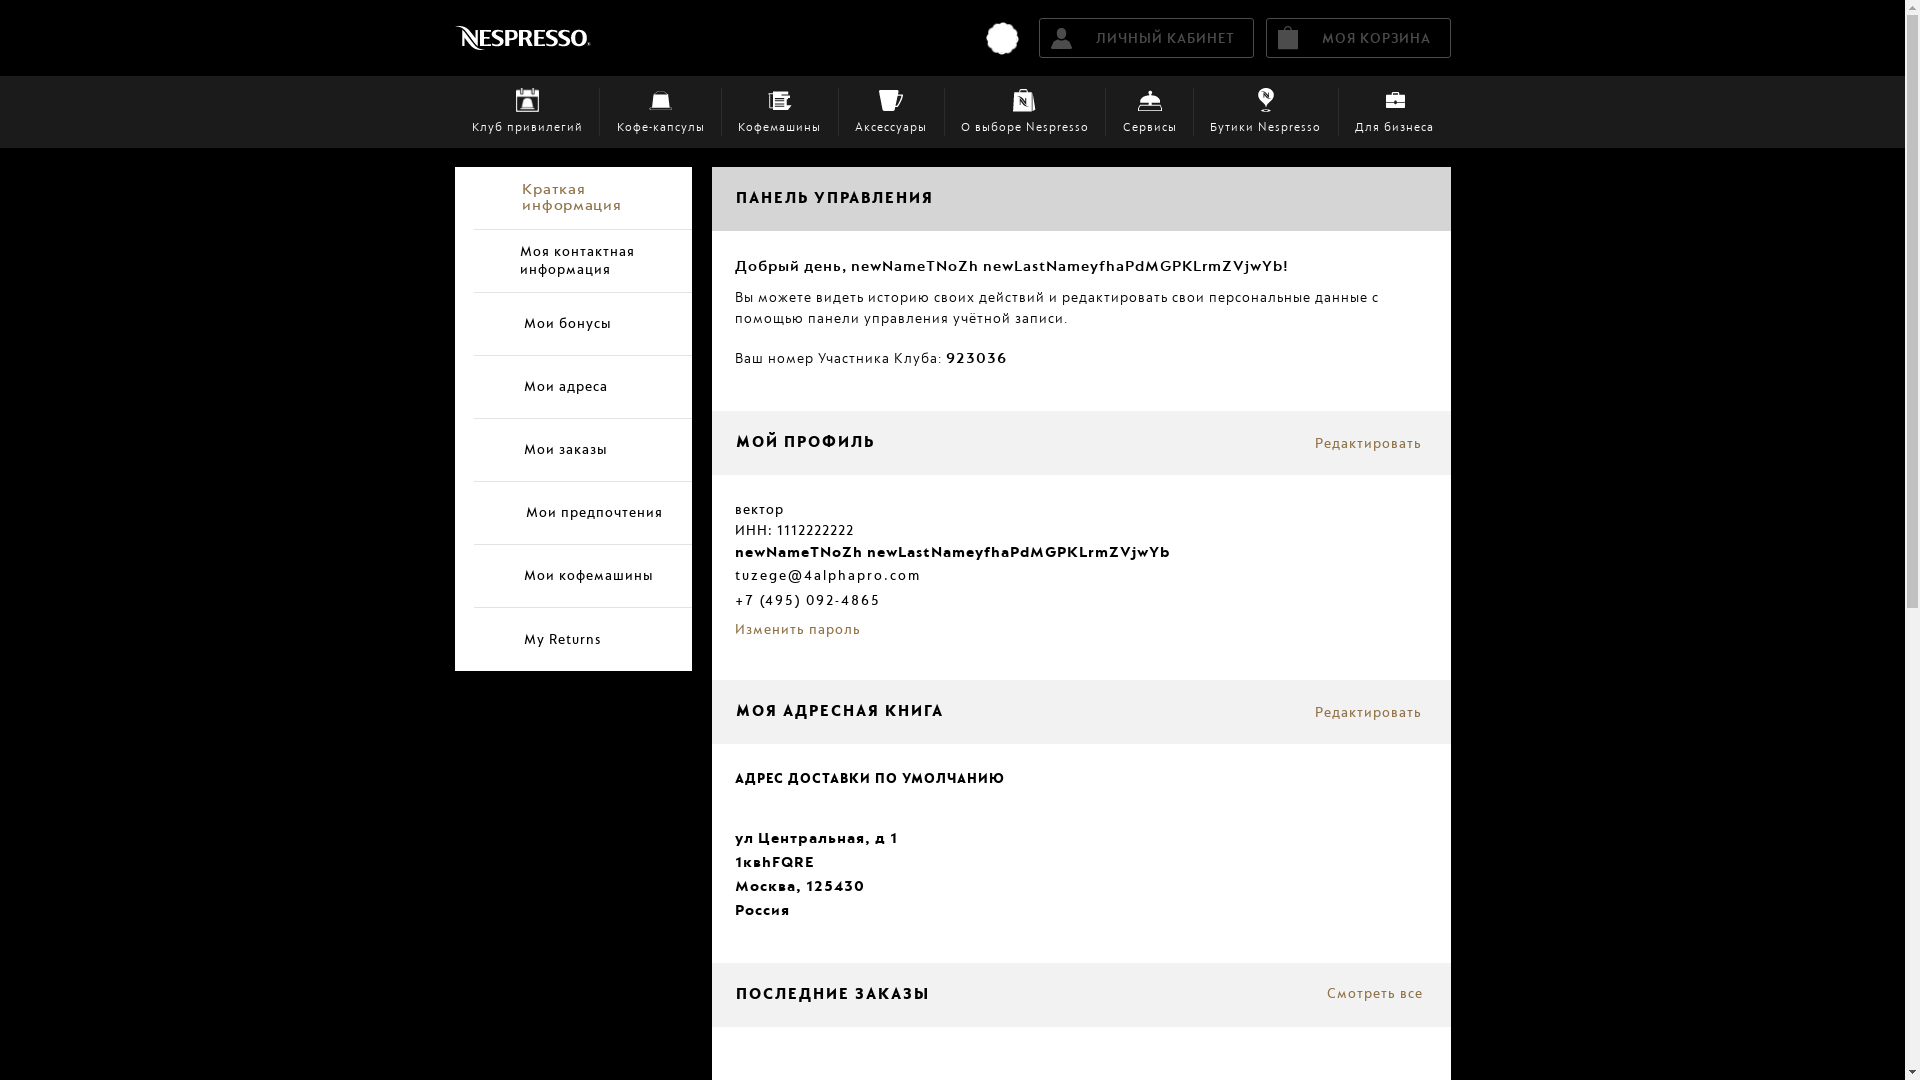 NESPRESSO
ЛИЧНЫЙ КАБИНЕТ
МОЯ КОРЗИНА
Клуб привилегий
Кофе-капсулы
Кофемашины
Аксессуары
О выборе Nespresso
Сервисы
Бутики Nespresso
Для бизнеса
Краткая
информация
Моя контактная
информация
Мои бонусы
Мои адреса
Мои заказы
Мои предпочтения
Мои кофемашины
My Returns
ПАНЕЛЬ УПРАВЛЕНИЯ
Добрый день, newNameTNoZh newLastNameyfhaPdMGPKLrmZVjwYb!
Вы можете видеть историю своих действий и редактировать свои персональные данные с
помощью панели управления учётной записи.
Ваш номер Участника Клуба: 923036
МОЙ ПРОФИЛЬ
Редактировать
вектор
ИНН: 1112222222
newNameTNoZh newLastNameyfhaPdMGPKLrmZVjwYb
tuzege@4alphapro.com
+7 (495) 092-4865
Изменить пароль
МОЯ АДРЕСНАЯ КНИГА
Редактировать
АДРЕС ДОСТАВКИ ПО УМОЛЧАНИЮ
ул Центральная, д 1
1квhFQRE
Москва, 125430
Россия
ПОСЛЕДНИЕ ЗАКАЗЫ
Смотреть все